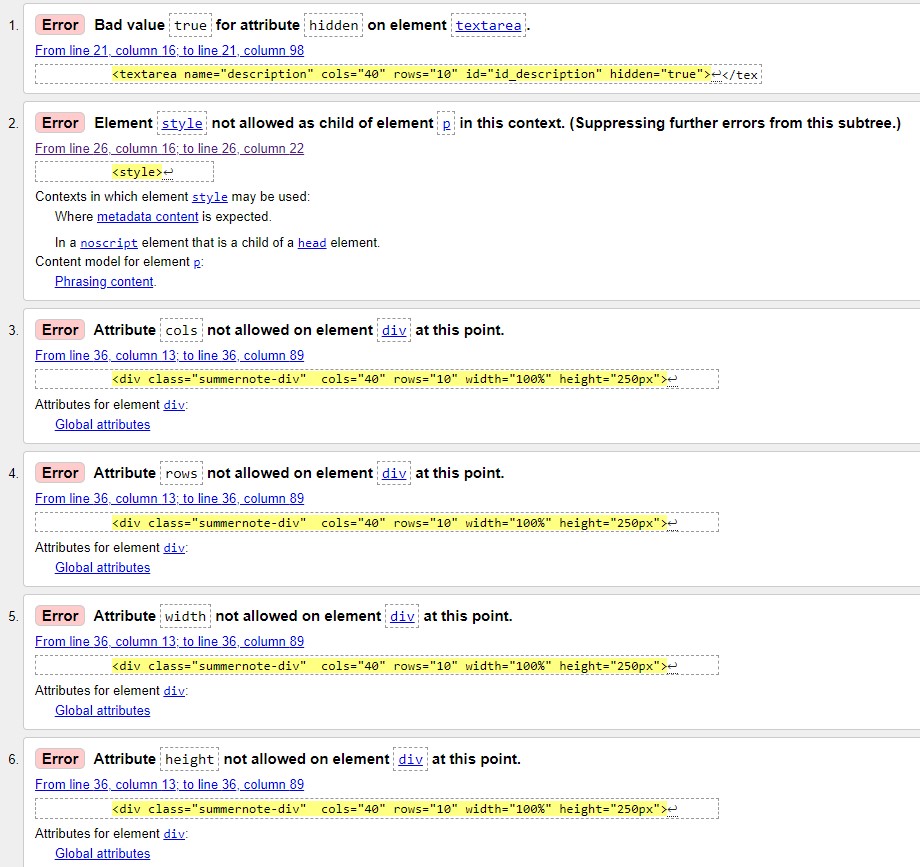 1. Error Bad value true for attribute hidden on element textarea.
From line 21, column 16; to line 21, column 98
<textarea name="description" cols="40" rows="10" id="id_description" hidden="true">↩</tex
2. Error Element style not allowed as child of element p in this context. (Suppressing further errors from this subtree.)
From line 26, column 16; to line 26, column 22
<style>↩
Contexts in which element style may be used:
Where metadata content is expected.
In a noscript element that is a child of a head element.
Content model for element p:
Phrasing content.
3. Error Attribute cols not allowed on element div at this point.
From line 36, column 13; to line 36, column 89
<div class="summernote-div"  cols="40" rows="10" width="100%" height="250px">↩
Attributes for element div:
Global attributes
4. Error Attribute rows not allowed on element div at this point.
From line 36, column 13; to line 36, column 89
<div class="summernote-div"  cols="40" rows="10" width="100%" height="250px">↩
Attributes for element div:
Global attributes
5. Error Attribute width not allowed on element div at this point.
From line 36, column 13; to line 36, column 89
<div class="summernote-div"  cols="40" rows="10" width="100%" height="250px">↩
Attributes for element div:
Global attributes
6. Error Attribute height not allowed on element div at this point.
From line 36, column 13; to line 36, column 89
<div class="summernote-div"  cols="40" rows="10" width="100%" height="250px">↩
Attributes for element div:
Global attributes